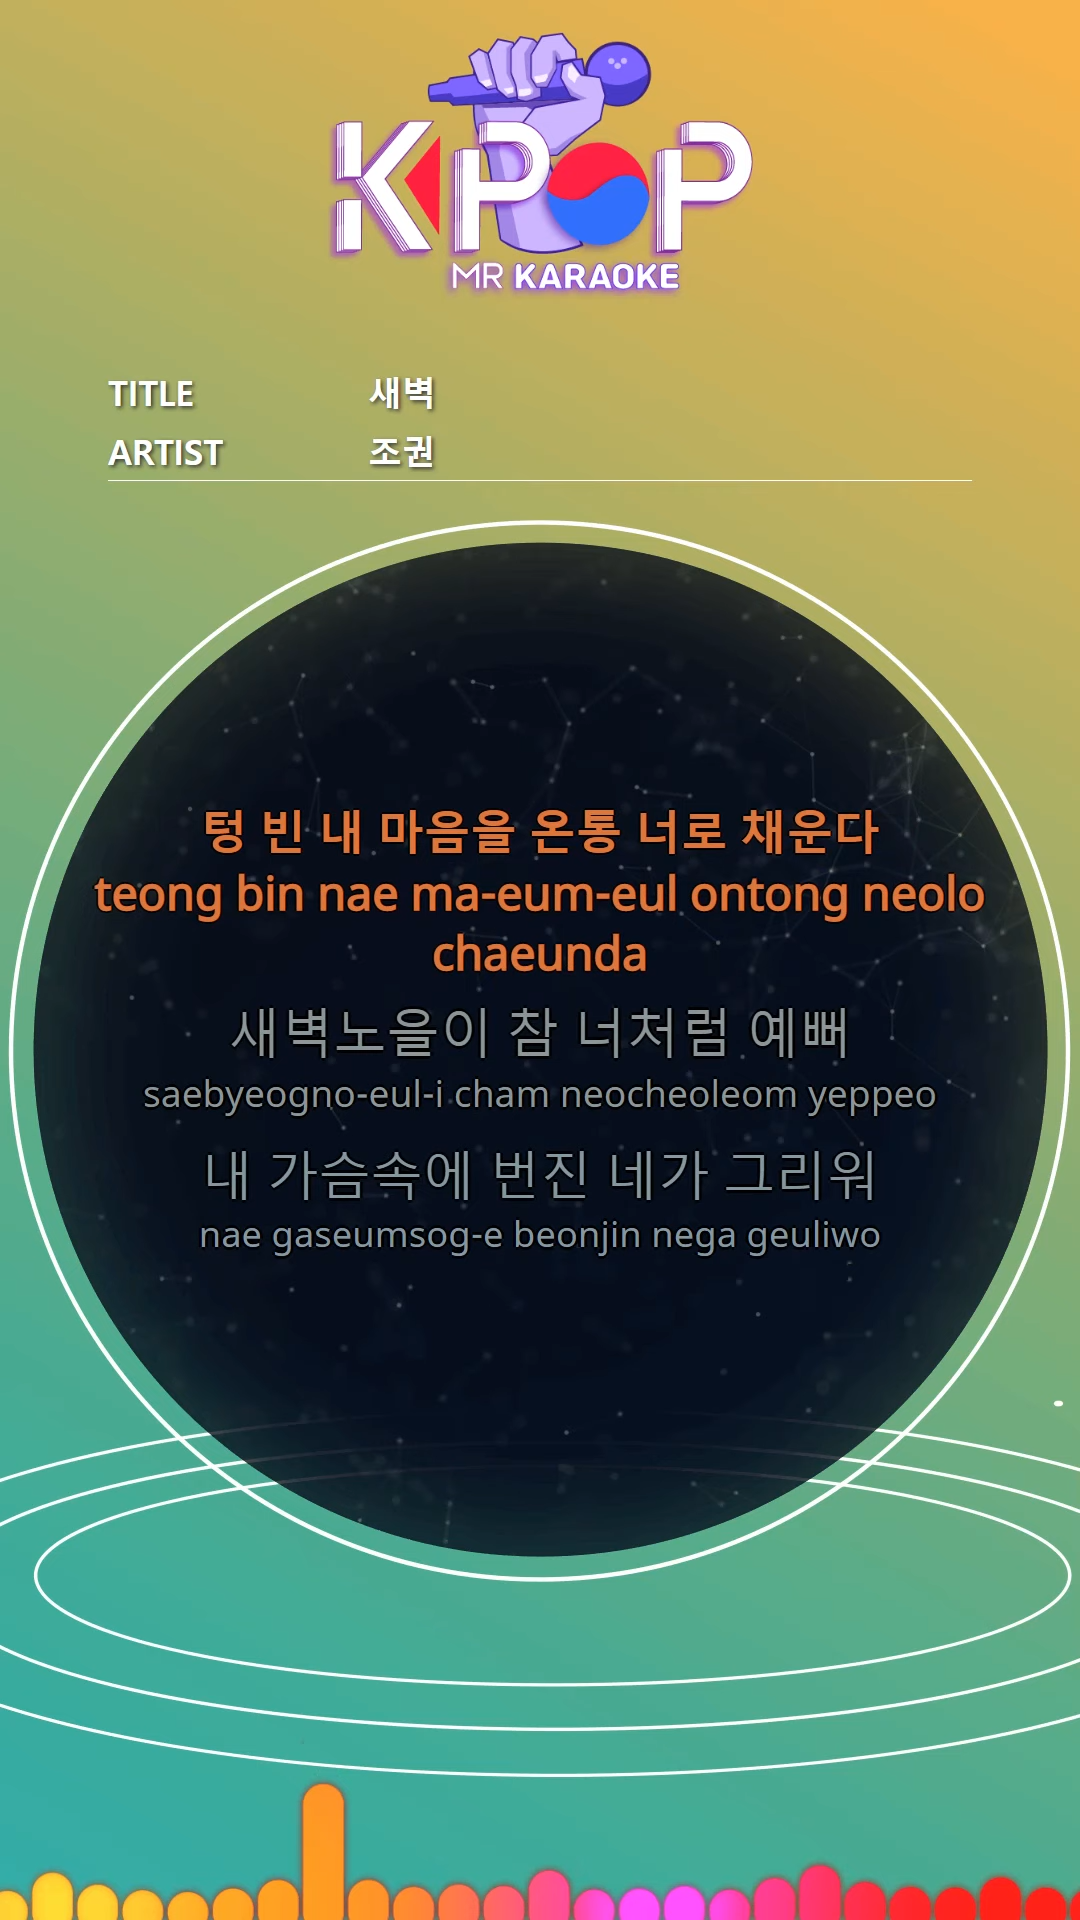 KPOP
MR KARAOKE
TITLE 새벽
ARTIST 조권
텅 빈 내 마음을 온통 너로 채운다
teong bin nae ma-eum-eul ontong neolo
chaeunda
새벽노을이 참 너처럼 예뻐
saebyeogno-eul-i cham neocheoleom yeppeo
내 가슴속에 번진 네가 그리워
nae gaseumsog-e beonjin nega geuliwo